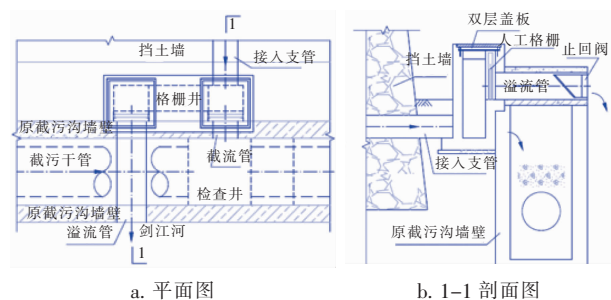 1
挡土墙
接入支管
格栅井
原截污沟墙壁
截流管
截污干管
检查井
原截污沟墙壁
溢流管
剑江河
1
a. 平面图
双层盖板
人工格栅
止回阀
挡土墙
溢流管
接入支管
原截污沟墙壁
b. 1-1 剖面图